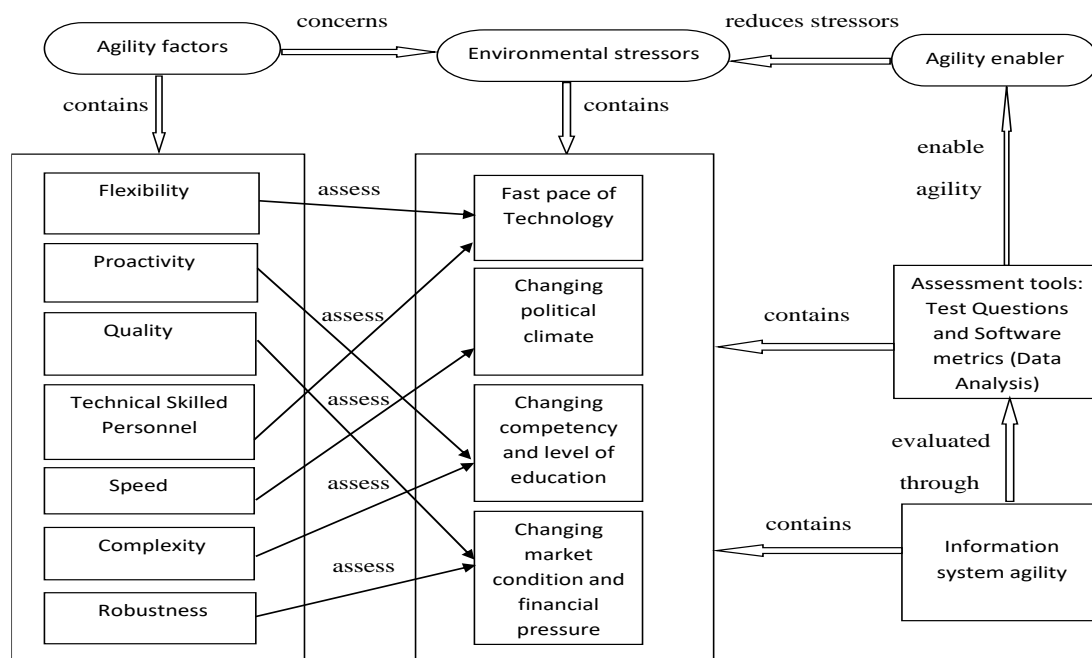 concerns
reduces stressors
Agility factors
Environmental stressors
Agility enabler
contains
contains
enable
agility
Flexibility
assess
Fast pace of
Technology
Proactivity
assess
Changing
political
climate
Quality
contains
Assessment tools:
Test Questions
and Software
metrics (Data
Analysis)
Technical Skilled
Personnel
assess
Changing
competency
and level of
education
evaluated
through
Speed
assess
Complexity
assess
Changing
market
condition and
financial
pressure
contains
Information
system agility
Robustness